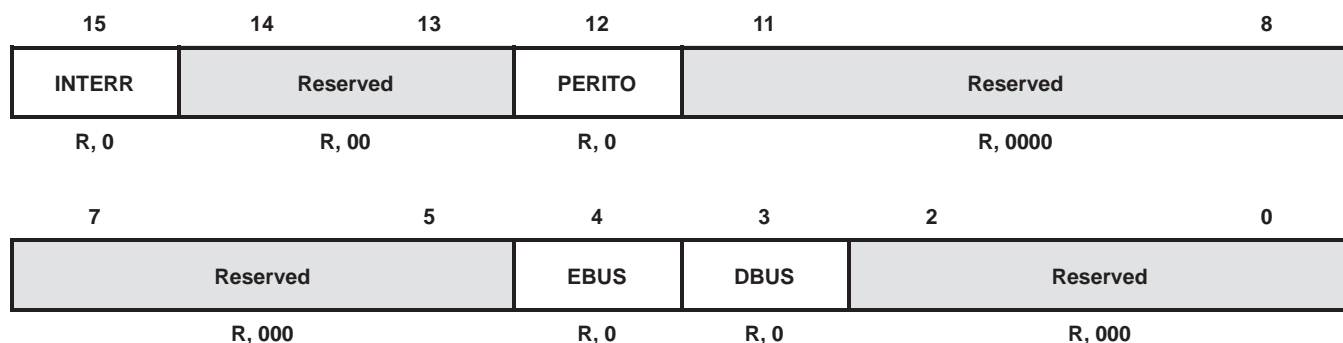 15 14 13 12 11 8
INTERR Reserved PERITO Reserved
R, 0 R, 00 R, 0 R, 0000
7 5 4 3 2 0
Reserved EBUS DBUS Reserved
R, 000 R, 0 R, 0 R, 000